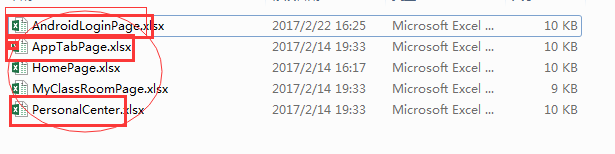 AndroidLoginPage.xlsx 2017/2/22 16:25 Microsoft Excel ... 10 KB
AppTabPage.xlsx 2017/2/14 19:33 Microsoft Excel ... 10 KB
HomePage.xlsx 2017/2/14 16:17 Microsoft Excel ... 10 KB
MyClassRoomPage.xlsx 2017/2/14 19:33 Microsoft Excel ... 9 KB
PersonalCenter.xlsx 2017/2/14 19:33 Microsoft Excel ... 10 KB